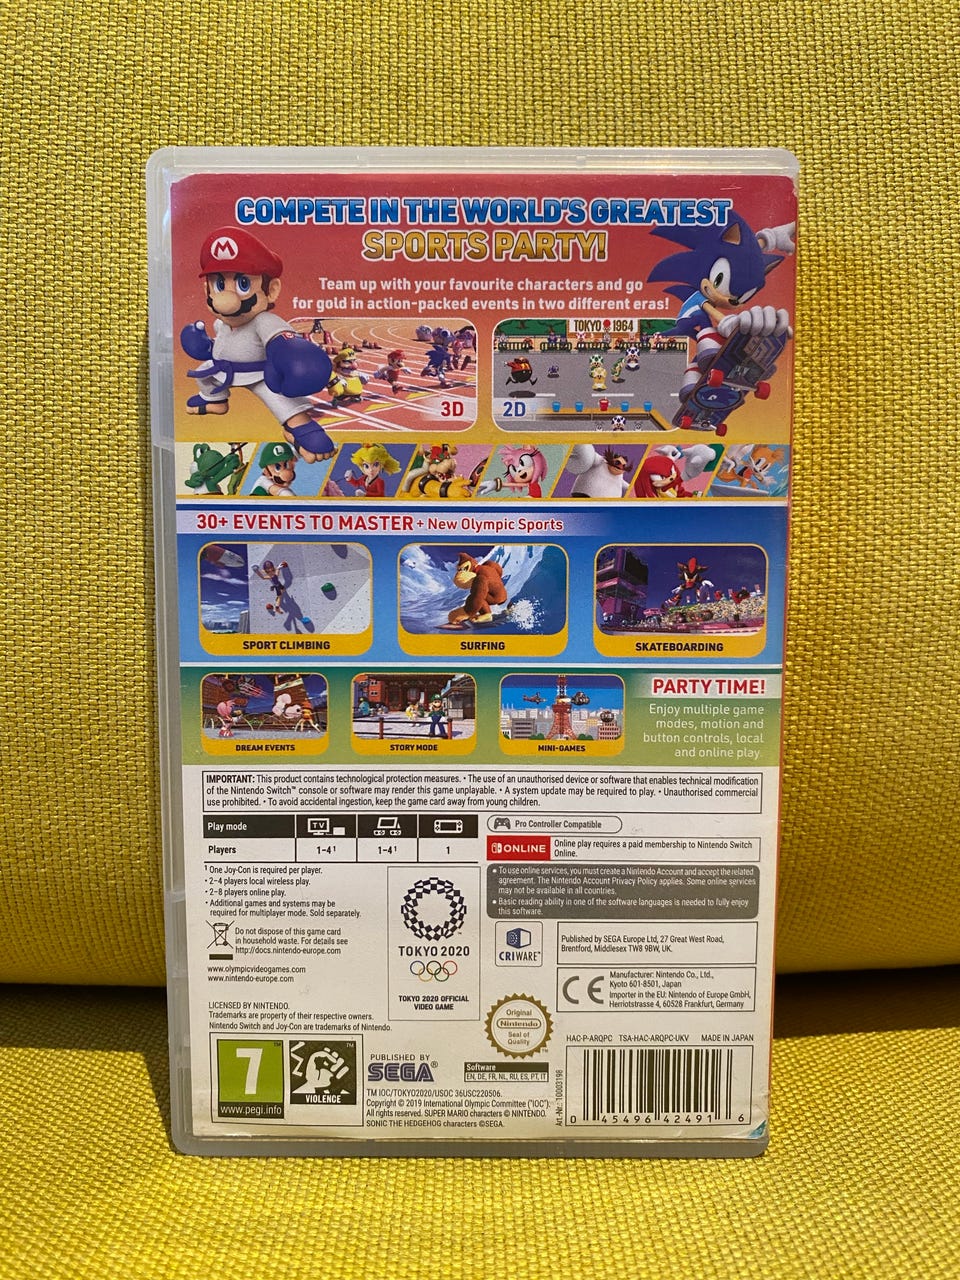 COMPETE IN THE WORLD'S GREATEST
SPORTS PARTY!
Team up with your favourite characters and go
for gold in action-packed events in two different eras!
M
TOKYO 1964
3D
2D
30+ EVENTS TO MASTER + New Olympic Sports
SPORT CLIMBING
SURFING
SKATEBOARDING
DREAM EVENTS
STORY MODE
MINI-GAMES
PARTY TIME!
Enjoy multiple game
modes, motion and
button controls, local
and online play.
IMPORTANT: This product contains technological protection measures. • The use of an unauthorised device or software that enables technical modification
of the Nintendo Switch™ console or software may render this game unplayable. • A system update may be required to play. • Unauthorised commercial
use prohibited. • To avoid accidental ingestion, keep the game card away from young children.
Play mode
TV
Players
1-4¹
1-4¹
1
¹ One Joy-Con is required per player.
• 2-4 players local wireless play.
• 2-8 players online play.
• Additional games and systems may be
required for multiplayer mode. Sold separately.
Do not dispose of this game card
in household waste. For details see
http://docs.nintendo-europe.com
www.olympicvideogames.com
www.nintendo-europe.com
LICENSED BY NINTENDO.
Trademarks are property of their respective owners.
Nintendo Switch and Joy-Con are trademarks of Nintendo.
TOKYO 2020
TOKYO 2020 OFFICIAL
VIDEO GAME
Pro Controller Compatible
ONLINE
Online play requires a paid membership to Nintendo Switch
Online.
• To use online services, you must create a Nintendo Account and accept the related
agreement. The Nintendo Account Privacy Policy applies. Some online services
may not be available in all countries.
• Basic reading ability in one of the software languages is needed to fully enjoy
this software.
CRIWARE™
Published by SEGA Europe Ltd, 27 Great West Road,
Brentford, Middlesex TW8 9BW, UK.
CE
Manufacturer: Nintendo Co., Ltd.,
Kyoto 601-8501, Japan
Importer in the EU: Nintendo of Europe GmbH,
Herriotstrasse 4, 60528 Frankfurt, Germany
Original
Nintendo
Seal of
Quality
™
HAC-P-ARQPC TSA-HAC-ARQPC-UKV MADE IN JAPAN
7
™
www.pegi.info
™
VIOLENCE
PUBLISHED BY
SEGA®
Software
EN, DE, FR, NL, RU, ES, PT, IT
TM IOC/TOKYO2020/USOC 36USC220506.
Copyright © 2019 International Olympic Committee ("IOC").
All rights reserved. SUPER MARIO characters © NINTENDO.
SONIC THE HEDGEHOG characters ©SEGA.
Art.-Nr.: 10003198
0 45496 42491 6